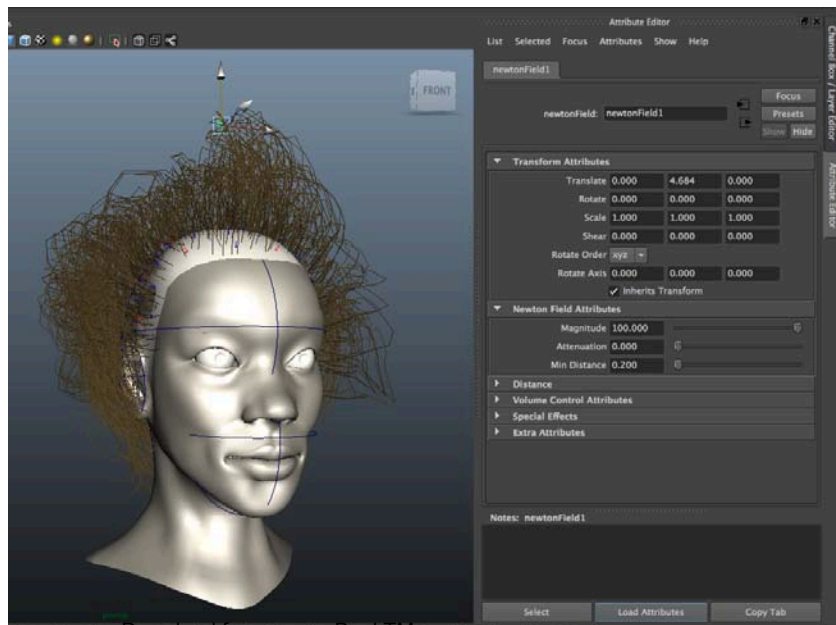 Attribute Editor
List Selected Focus Attributes Show Help
newtonField1
FRONT
newtonField: newtonField1
Focus
Presets
Show Hide
Channel Box / Layer Editor
Attribute Editor
Transform Attributes
Translate 0.000 4.684 0.000
Rotate 0.000 0.000 0.000
Scale 1.000 1.000 1.000
Shear 0.000 0.000 0.000
Rotate Order xyz
Rotate Axis 0.000 0.000 0.000
Inherits Transform
Newton Field Attributes
Magnitude 100.000
Attenuation 0.000
Min Distance 0.200
Distance
Volume Control Attributes
Special Effects
Extra Attributes
Notes: newtonField1
Select Load Attributes Copy Tab